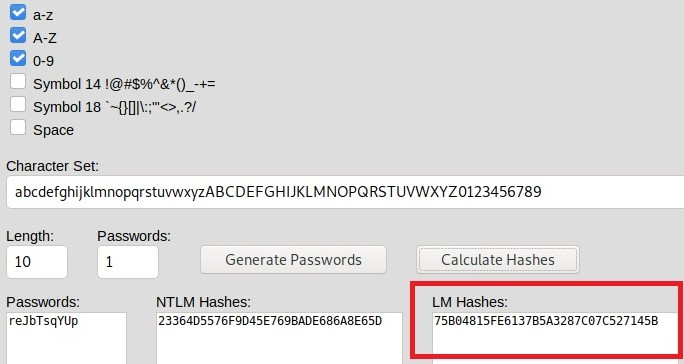 a-z
A-Z
0-9
Symbol 14 !@#$%^&*()_-+=
Symbol 18 `~{}[]|\:;"'<>,.?/
Space
Character Set:
abcdefghijklmnopqrstuvwxyzABCDEFGHIJKLMNOPQRSTUVWXYZ0123456789
Length: Passwords:
10 1 Generate Passwords Calculate Hashes
Passwords: NTLM Hashes: LM Hashes:
reJbTsqYUp 23364D5576F9D45E769BADE686A8E65D 75B04815FE6137B5A3287C07C527145B